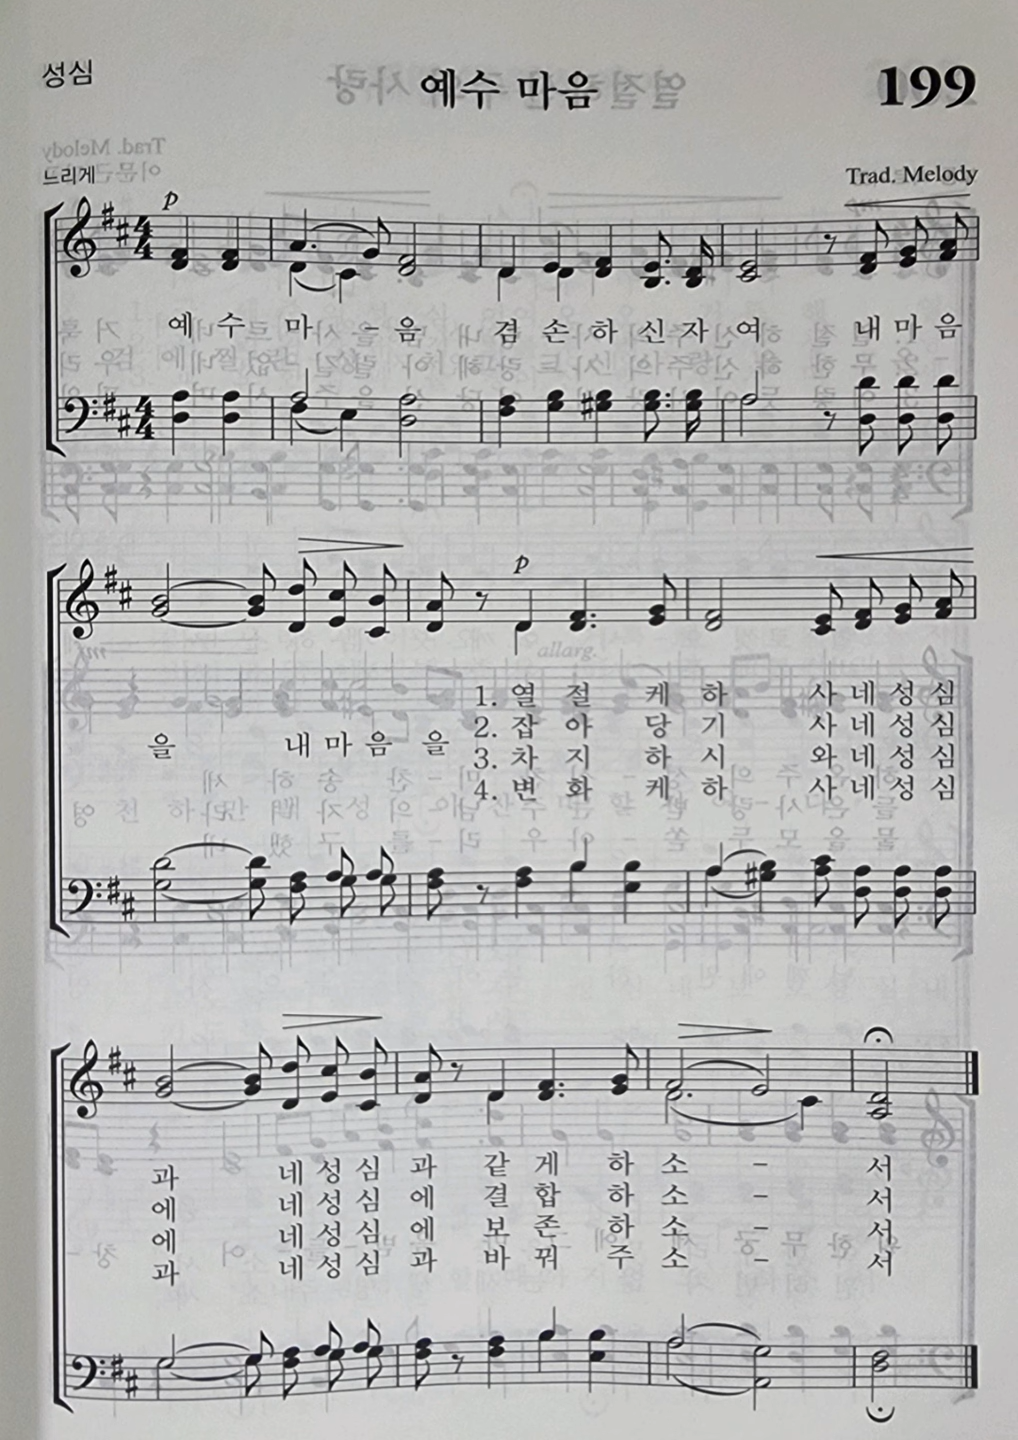 성심
예수 마음
199
드리게
Trad. Melody
p
예 수 마 - 음 겸 손 하 신 자 여 내 마 음
p
을 내 마 음 을
1. 열 절 케 하 사 네 성 심
2. 잡 아 당 기 사 네 성 심
3. 차 지 하 시 와 네 성 심
4. 변 화 케 하 사 네 성 심
과 네 성 심 과 같 게 하 소 - 서
에 네 성 심 에 결 합 하 소 - 서
에 네 성 심 에 보 존 하 소 - 서
과 네 성 심 과 바 꿔 주 소 - 서